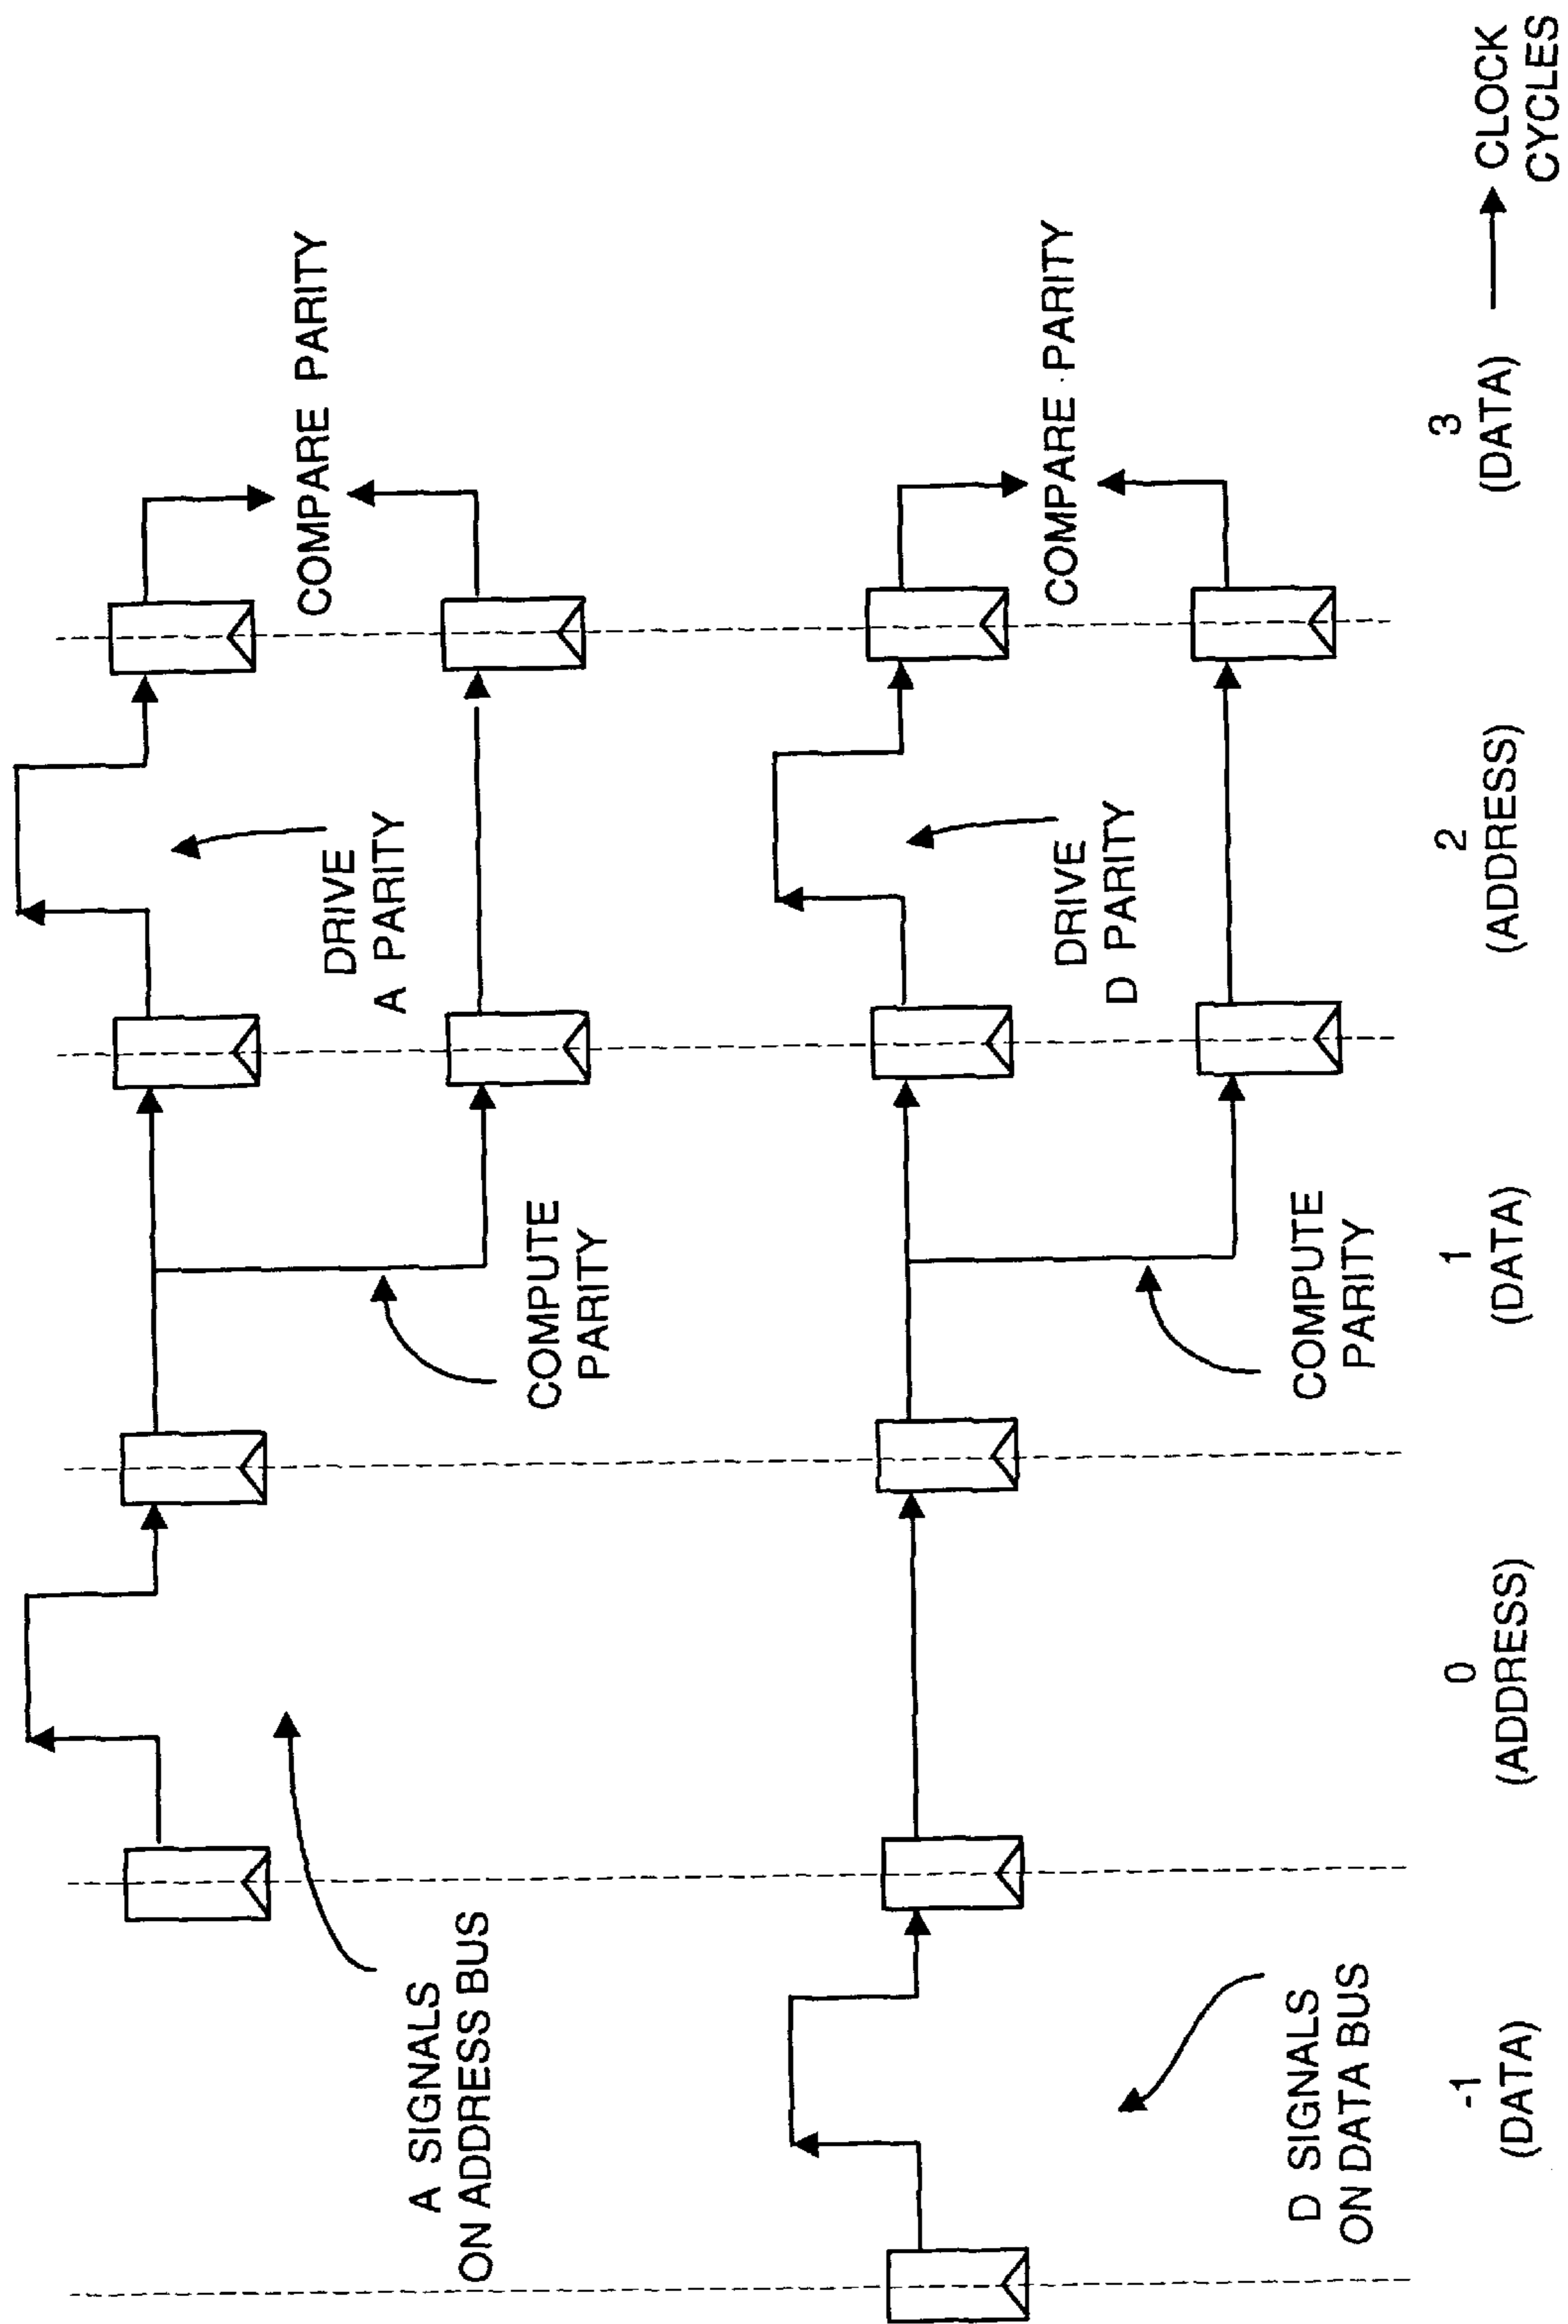 A SIGNALS
ON ADDRESS BUS
COMPUTE
PARITY
DRIVE
A PARITY
COMPARE PARITY
D SIGNALS
ON DATA BUS
COMPUTE
PARITY
DRIVE
D PARITY
COMPARE PARITY
-1
(DATA)
0
(ADDRESS)
1
(DATA)
2
(ADDRESS)
3
(DATA)
CLOCK
CYCLES